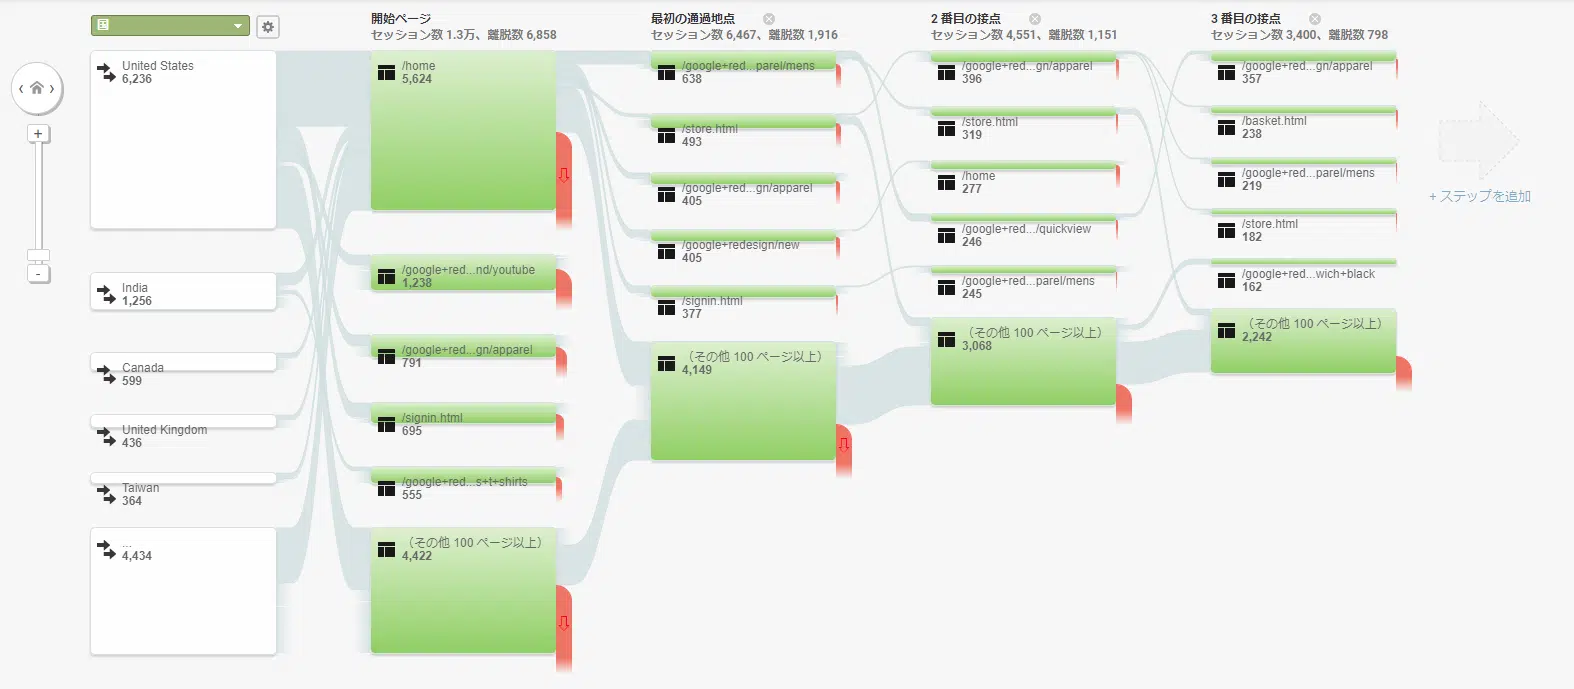 国
United States
6,236
India
1,256
Canada
599
United Kingdom
436
Taiwan
364
...
4,434
+
-
開始ページ
セッション数 1.3万、離脱数 6,858
/home
5,624
/google+red...nd/youtube
1,238
/google+red...gn/apparel
791
/signin.html
695
/google+red...s+t+shirts
555
（その他 100 ページ以上）
4,422
最初の通過地点
セッション数 6,467、離脱数 1,916
/google+red...parel/mens
638
/store.html
493
/google+red...gn/apparel
405
/google+redesign/new
405
/signin.html
377
（その他 100 ページ以上）
4,149
2 番目の接点
セッション数 4,551、離脱数 1,151
/google+red...gn/apparel
396
/store.html
319
/home
277
/google+red.../quickview
246
/google+red...parel/mens
245
（その他 100 ページ以上）
3,068
3 番目の接点
セッション数 3,400、離脱数 798
/google+red...gn/apparel
357
/basket.html
238
/google+red...parel/mens
219
/store.html
182
/google+red...wich+black
162
（その他 100 ページ以上）
2,242
+ ステップを追加